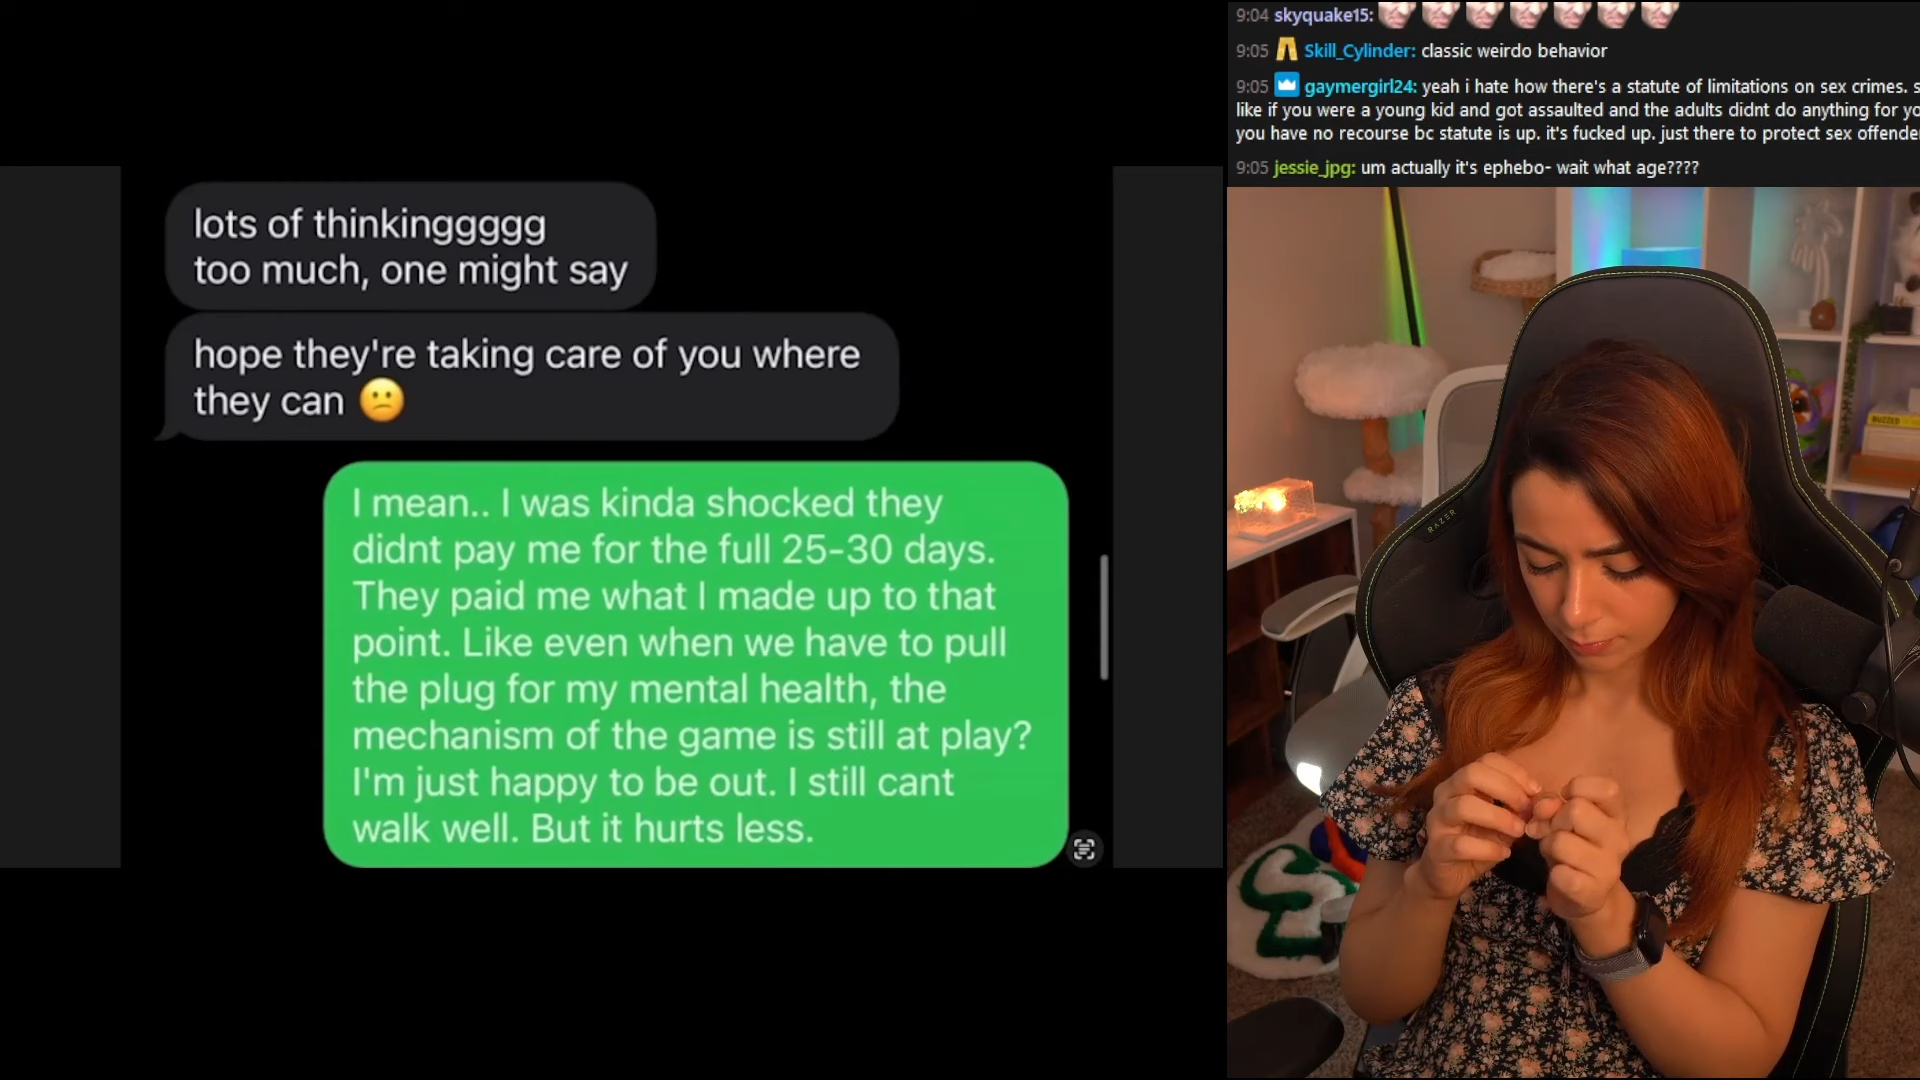 lots of thinkinggggg
too much, one might say
hope they're taking care of you where
they can
I mean.. I was kinda shocked they
didnt pay me for the full 25-30 days.
They paid me what I made up to that
point. Like even when we have to pull
the plug for my mental health, the
mechanism of the game is still at play?
I'm just happy to be out. I still cant
walk well. But it hurts less.
9:04 skyquake15:
9:05 Skill_Cylinder: classic weirdo behavior
9:05 gaymergirl24: yeah i hate how there's a statute of limitations on sex crimes. s
like if you were a young kid and got assaulted and the adults didnt do anything for yo
you have no recourse bc statute is up. it's fucked up. just there to protect sex offende
9:05 jessie_jpg: um actually it's ephebo- wait what age????
RAZER
BUZZED